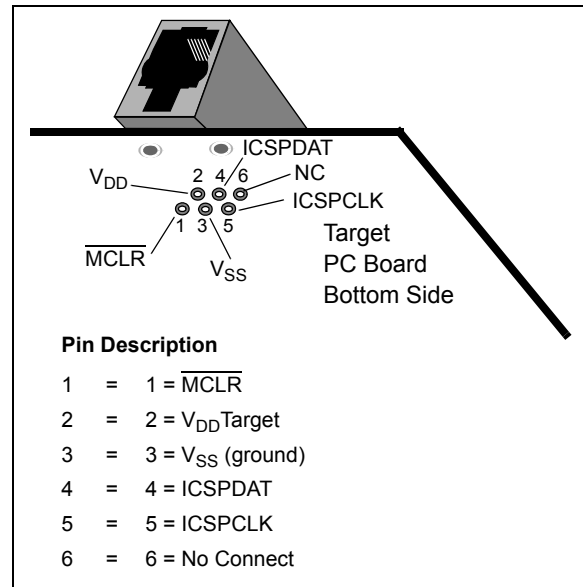 ICSPDAT
2 4 6 NC
VDD
ICSPCLK
1 3 5
Target
MCLR
VSS
PC Board
Bottom Side
Pin Description
1 = 1 = MCLR
2 = 2 = VDDTarget
3 = 3 = VSS (ground)
4 = 4 = ICSPDAT
5 = 5 = ICSPCLK
6 = 6 = No Connect